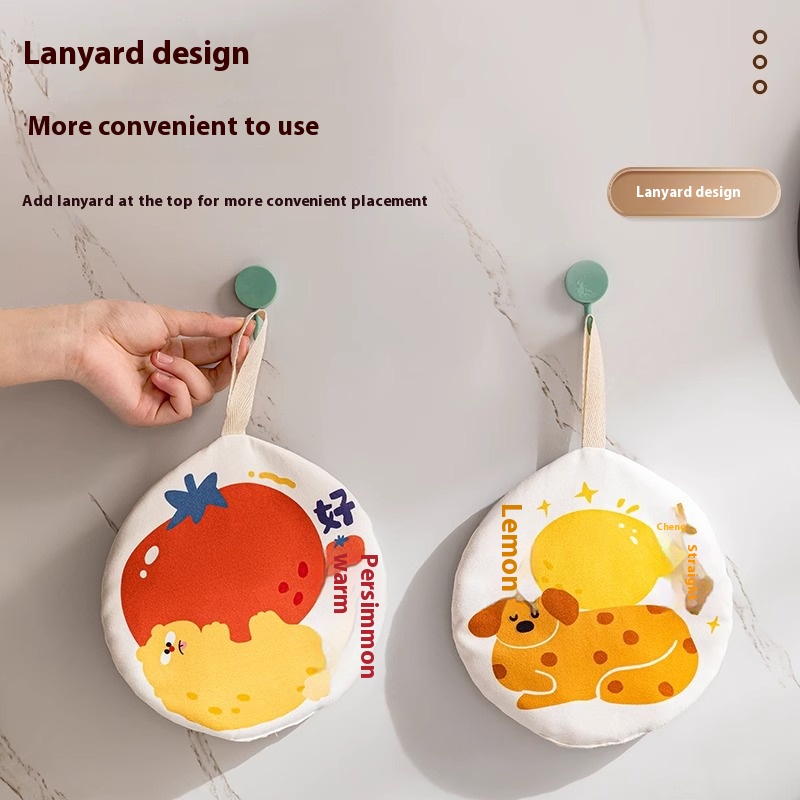 Lanyard design
More convenient to use
Add lanyard at the top for more convenient placement
Lanyard design
好
warm
Persimmon
Lemon
Cheng
Straight